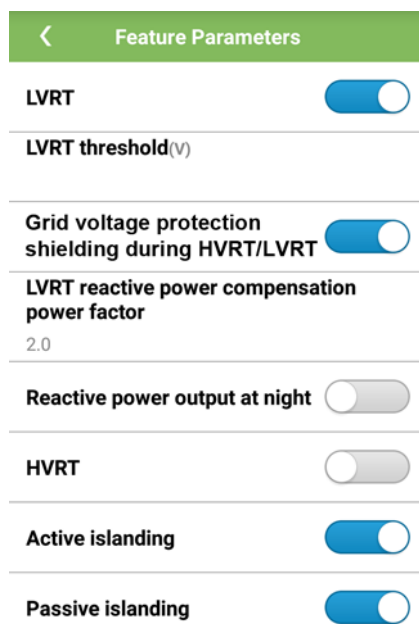 Feature Parameters
LVRT
LVRT threshold(V)
Grid voltage protection
shielding during HVRT/LVRT
LVRT reactive power compensation
power factor
2.0
Reactive power output at night
HVRT
Active islanding
Passive islanding